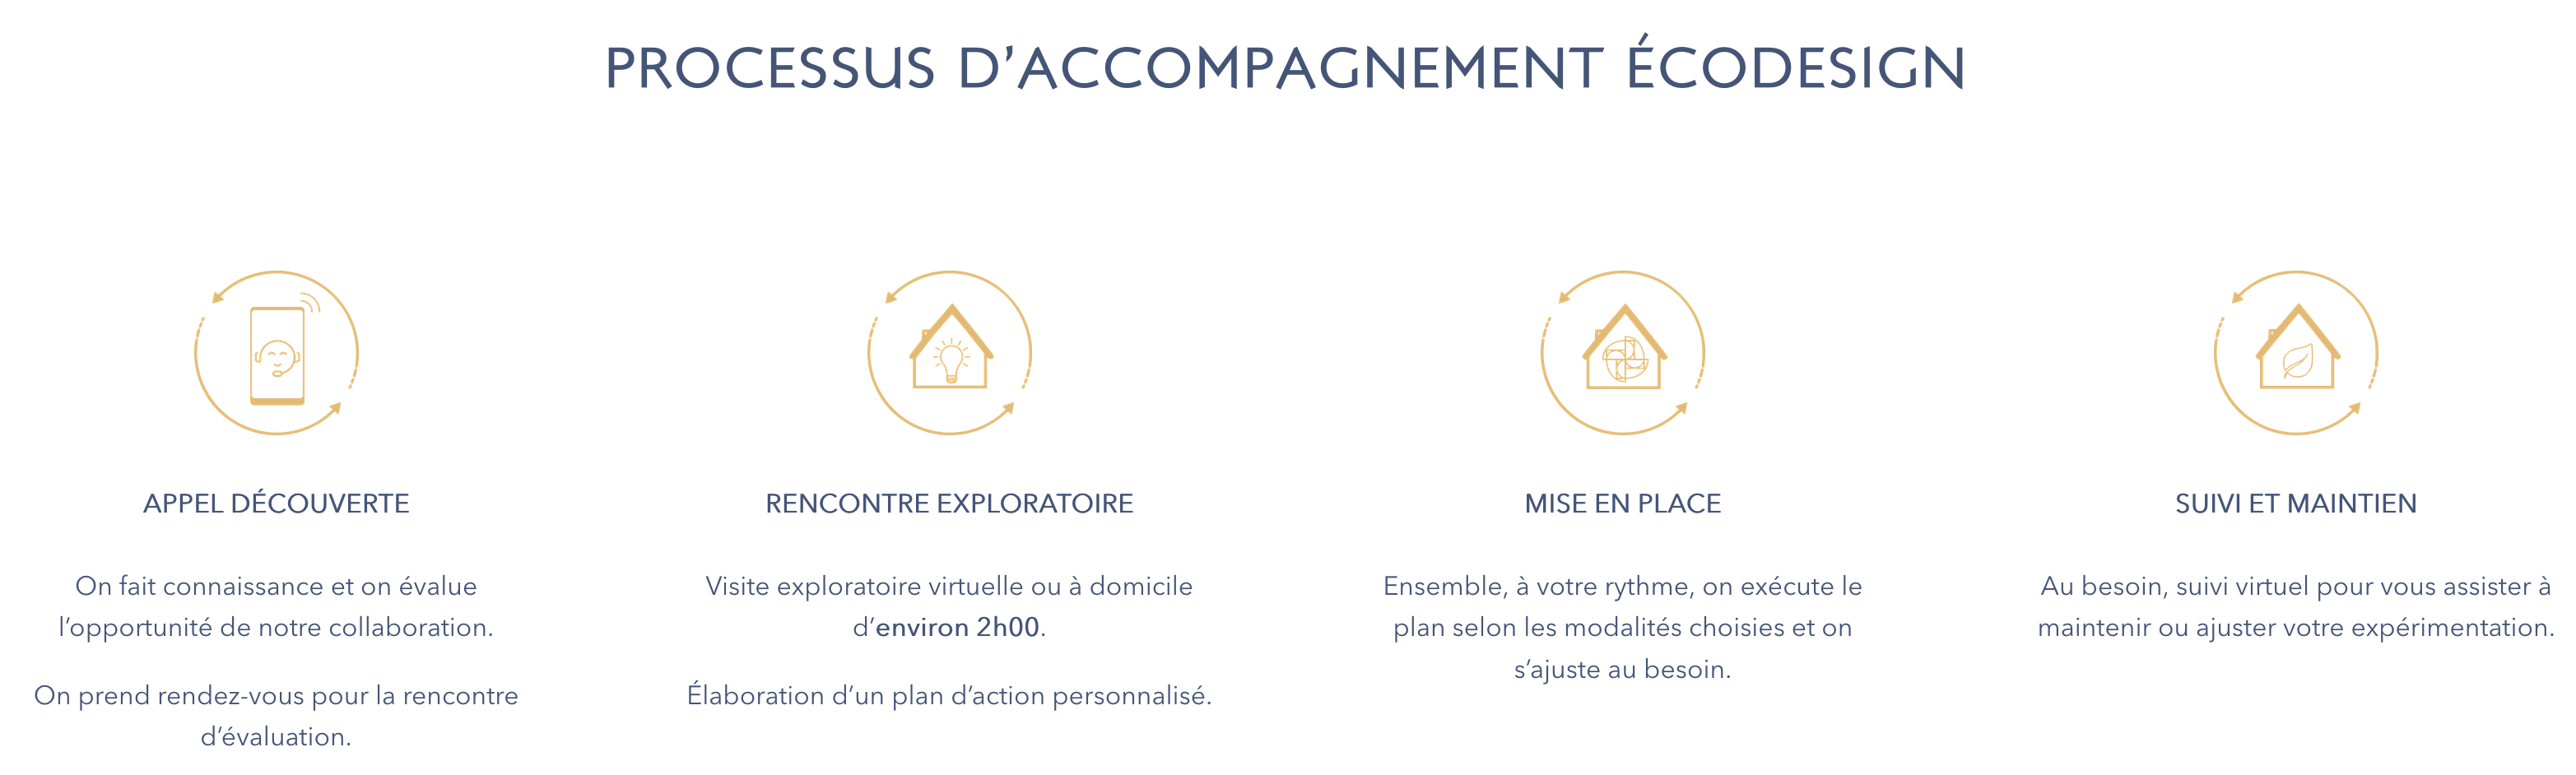 PROCESSUS D’ACCOMPAGNEMENT ÉCODESIGN
APPEL DÉCOUVERTE
On fait connaissance et on évalue
l’opportunité de notre collaboration.
On prend rendez-vous pour la rencontre
d’évaluation.
RENCONTRE EXPLORATOIRE
Visite exploratoire virtuelle ou à domicile
d’environ 2h00.
Élaboration d’un plan d’action personnalisé.
MISE EN PLACE
Ensemble, à votre rythme, on exécute le
plan selon les modalités choisies et on
s’ajuste au besoin.
SUIVI ET MAINTIEN
Au besoin, suivi virtuel pour vous assister à
maintenir ou ajuster votre expérimentation.